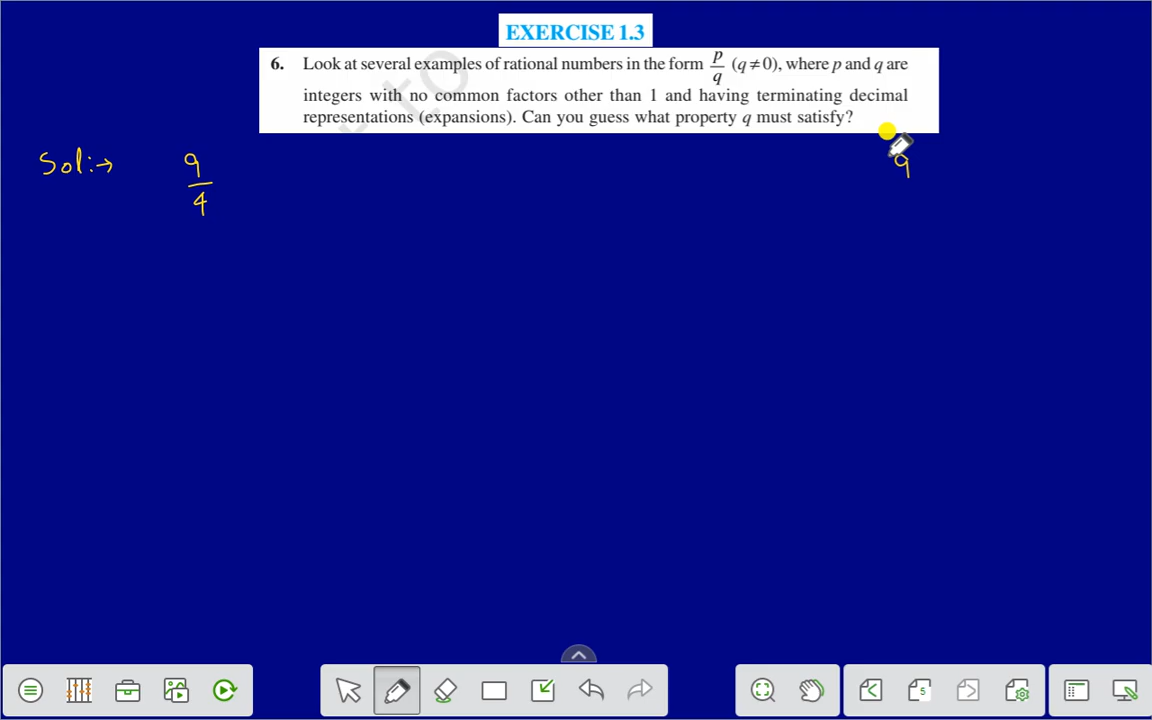 EXERCISE 1.3
6. Look at several examples of rational numbers in the form p/q (q ≠ 0), where p and q are
integers with no common factors other than 1 and having terminating decimal
representations (expansions). Can you guess what property q must satisfy?
Sol:→ 9/4
9
5